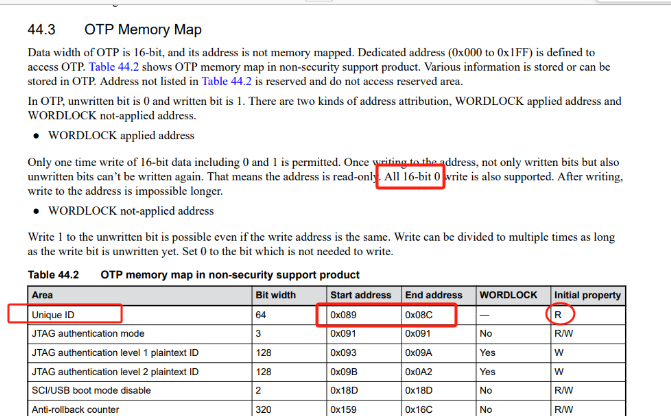 44.3 OTP Memory Map
Data width of OTP is 16-bit, and its address is not memory mapped. Dedicated address (0x000 to 0x1FF) is defined to
access OTP. Table 44.2 shows OTP memory map in non-security support product. Various information is stored or can be
stored in OTP. Address not listed in Table 44.2 is reserved and do not access reserved area.
In OTP, unwritten bit is 0 and written bit is 1. There are two kinds of address attribution, WORDLOCK applied address and
WORDLOCK not-applied address.
● WORDLOCK applied address
Only one time write of 16-bit data including 0 and 1 is permitted. Once writing to the address, not only written bits but also
unwritten bits can't be written again. That means the address is read-only. All 16-bit 0 write is also supported. After writing,
write to the address is impossible longer.
● WORDLOCK not-applied address
Write 1 to the unwritten bit is possible even if the write address is the same. Write can be divided to multiple times as long
as the write bit is unwritten yet. Set 0 to the bit which is not needed to write.
Table 44.2 OTP memory map in non-security support product
Area Bit width Start address End address WORDLOCK Initial property
Unique ID 64 0x089 0x08C — R
JTAG authentication mode 3 0x091 0x091 No R/W
JTAG authentication level 1 plaintext ID 128 0x093 0x09A Yes W
JTAG authentication level 2 plaintext ID 128 0x09B 0x0A2 Yes W
SCI/USB boot mode disable 2 0x18D 0x18D No R/W
Anti-rollback counter 320 0x159 0x16C No R/W